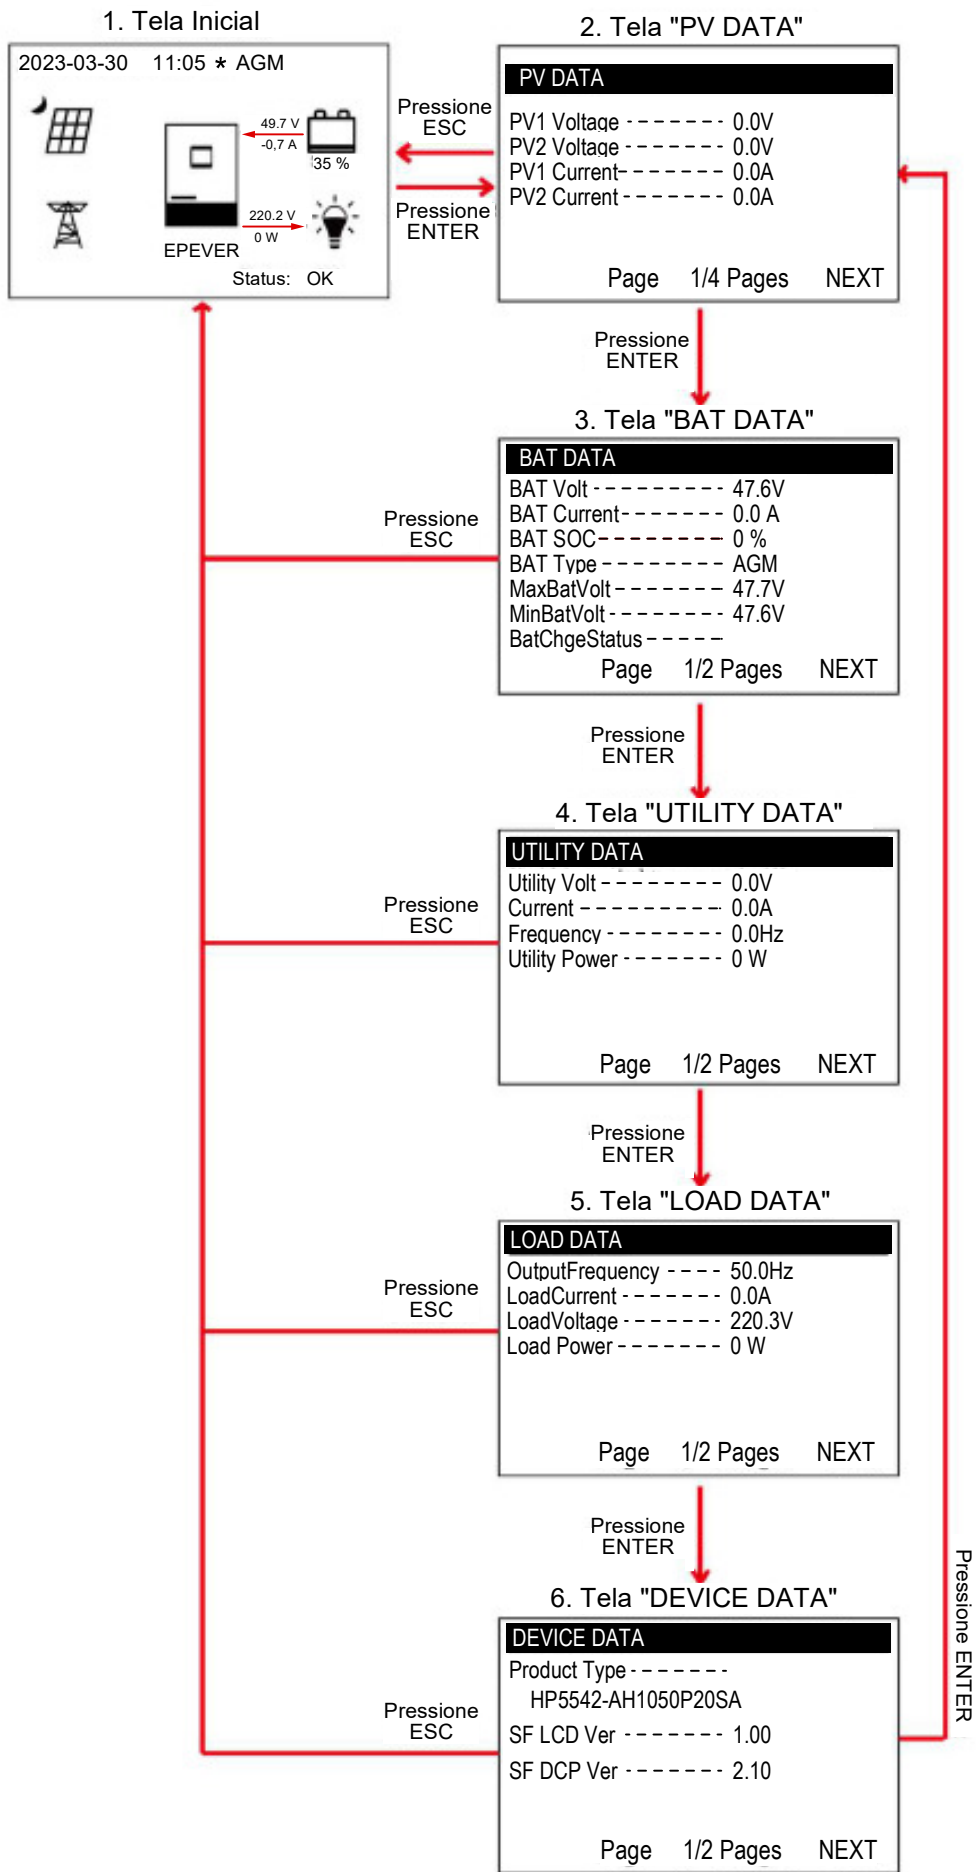 1. Tela Inicial
2023-03-30 11:05 * AGM
49.7 V
-0,7 A
35 %
220.2 V
0 W
EPEVER
Status: OK
Pressione
ESC
Pressione
ENTER
2. Tela "PV DATA"
PV DATA
PV1 Voltage - - - - - - - 0.0V
PV2 Voltage - - - - - - - 0.0V
PV1 Current- - - - - - - 0.0A
PV2 Current - - - - - - - 0.0A
Page 1/4 Pages NEXT
Pressione
ENTER
3. Tela "BAT DATA"
BAT DATA
BAT Volt - - - - - - - - - 47.6V
BAT Current- - - - - - - 0.0 A
BAT SOC- - - - - - - - - 0 %
BAT Type - - - - - - - - AGM
MaxBatVolt- - - - - - - - 47.7V
MinBatVolt - - - - - - - - 47.6V
BatChgeStatus - - - - -
Page 1/2 Pages NEXT
Pressione
ESC
Pressione
ENTER
4. Tela "UTILITY DATA"
UTILITY DATA
Utility Volt - - - - - - - - 0.0V
Current - - - - - - - - - - 0.0A
Frequency - - - - - - - - 0.0Hz
Utility Power - - - - - - - 0 W
Page 1/2 Pages NEXT
Pressione
ESC
Pressione
ENTER
5. Tela "LOAD DATA"
LOAD DATA
OutputFrequency - - - - 50.0Hz
LoadCurrent - - - - - - - 0.0A
LoadVoltage - - - - - - - 220.3V
Load Power - - - - - - - 0 W
Page 1/2 Pages NEXT
Pressione
ESC
Pressione
ENTER
6. Tela "DEVICE DATA"
DEVICE DATA
Product Type - - - - - - -
HP5542-AH1050P20SA
SF LCD Ver - - - - - - - 1.00
SF DCP Ver - - - - - - - 2.10
Page 1/2 Pages NEXT
Pressione
ESC
Pressione ENTER